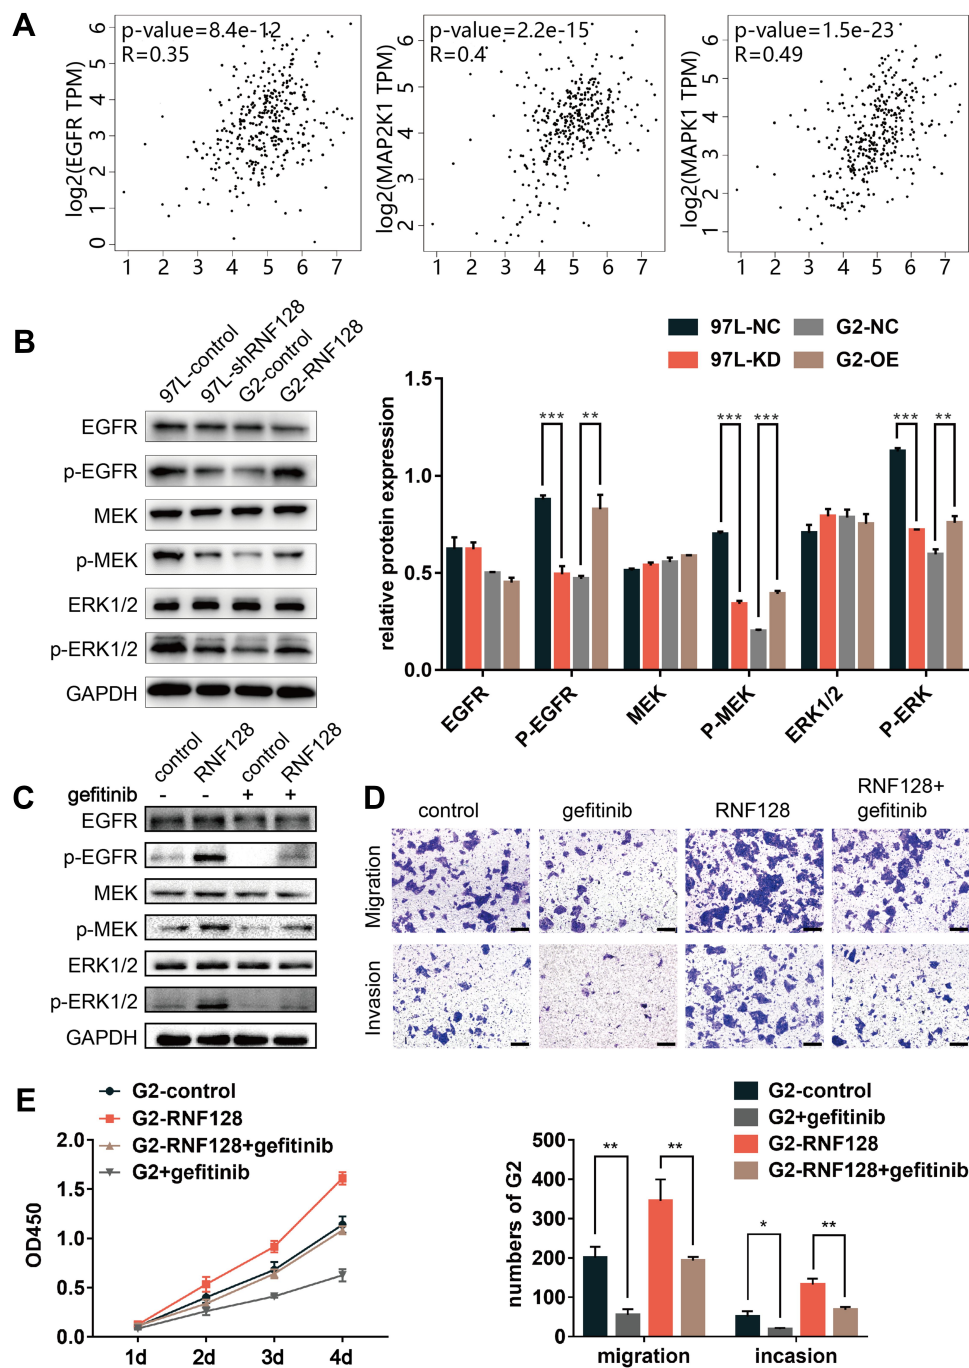 A
p-value=8.4e-12
R=0.35
log2(EGFR TPM)
0 1 2 3 4 5 6
1 2 3 4 5 6 7
p-value=2.2e-15
R=0.4
log2(MAP2K1 TPM)
2 3 4 5 6
1 2 3 4 5 6 7
p-value=1.5e-23
R=0.49
log2(MAPK1 TPM)
1 2 3 4 5 6
1 2 3 4 5 6 7
B
97L-control
97L-shRNF128
G2-control
G2-RNF128
EGFR
p-EGFR
MEK
p-MEK
ERK1/2
p-ERK1/2
GAPDH
97L-NC
G2-NC
97L-KD
G2-OE
relative protein expression
1.5
1.0
0.5
0.0
*** **
*** ***
*** **
EGFR
P-EGFR
MEK
P-MEK
ERK1/2
P-ERK
C
control
RNF128
control
RNF128
gefitinib - - + +
EGFR
p-EGFR
MEK
p-MEK
ERK1/2
p-ERK1/2
GAPDH
D
control
gefitinib
RNF128
RNF128+
gefitinib
Migration
Invasion
E
G2-control
G2-RNF128
G2-RNF128+gefitinib
G2+gefitinib
OD450
2.0
1.5
1.0
0.5
0.0
1d 2d 3d 4d
G2-control
G2+gefitinib
G2-RNF128
G2-RNF128+gefitinib
numbers of G2
500
400
300
200
100
0
** **
* **
migration
incasion